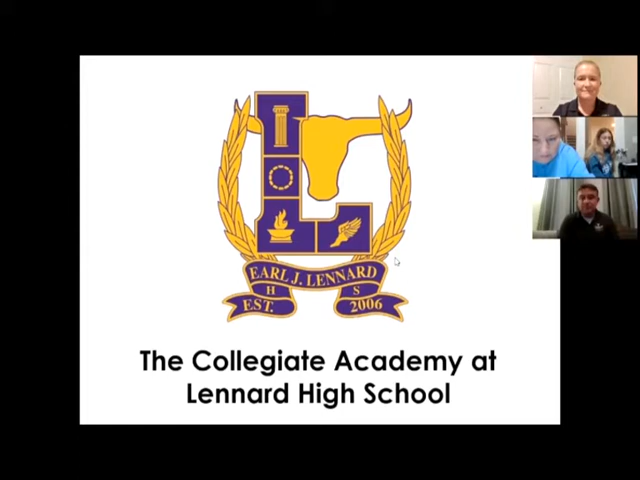 L
EARL J. LENNARD
H S
EST. 2006
The Collegiate Academy at
Lennard High School